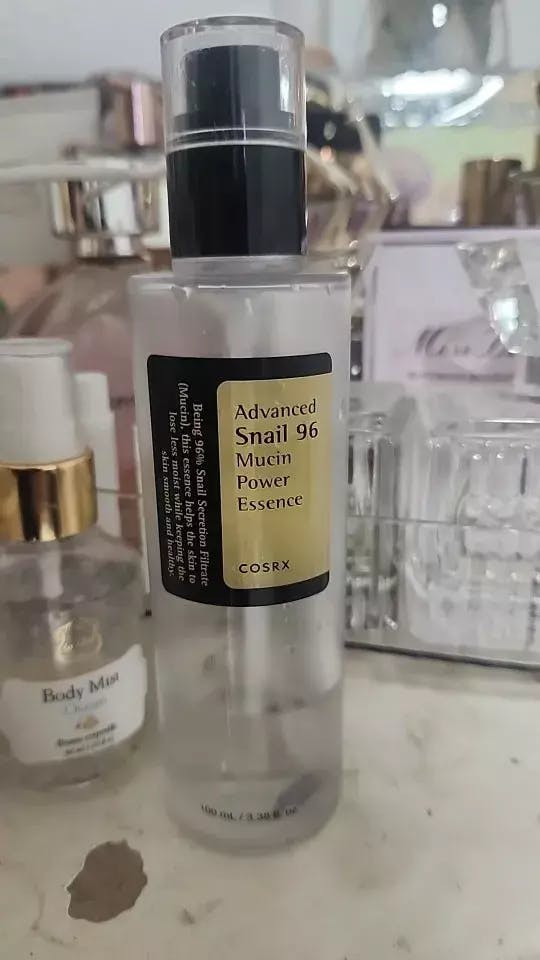 Advanced
Snail 96
Mucin
Power
Essence
COSRX
Being 96% Snail Secretion Filtrate
(Mucin), this essence helps the skin to
lose less moist while keeping the
skin smooth and healthy.
100 mL / 3.38 fl. oz
Body Mist